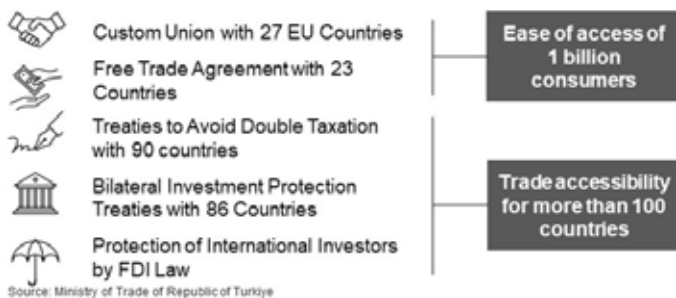 Custom Union with 27 EU Countries
Free Trade Agreement with 23
Countries
Treaties to Avoid Double Taxation
with 90 countries
Bilateral Investment Protection
Treaties with 86 Countries
Protection of International Investors
by FDI Law
Source: Ministry of Trade of Republic of Turkiye
Ease of access of
1 billion
consumers
Trade accessibility
for more than 100
countries